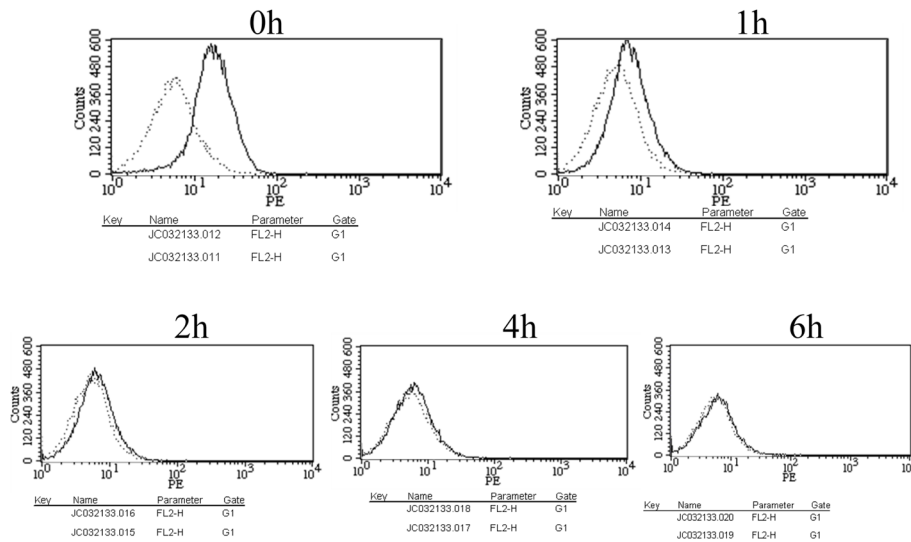 0h
Counts
600
480
360
240
120
0
10^0 10^1 10^2 10^3 10^4
PE
Key Name Parameter Gate
JC032133.012 FL2-H G1
JC032133.011 FL2-H G1
1h
Counts
600
480
360
240
120
0
10^0 10^1 10^2 10^3 10^4
PE
Key Name Parameter Gate
JC032133.014 FL2-H G1
JC032133.013 FL2-H G1
2h
Counts
600
480
360
240
120
0
10^0 10^1 10^2 10^3 10^4
PE
Key Name Parameter Gate
JC032133.016 FL2-H G1
JC032133.015 FL2-H G1
4h
Counts
600
480
360
240
120
0
10^0 10^1 10^2 10^3 10^4
PE
Key Name Parameter Gate
JC032133.018 FL2-H G1
JC032133.017 FL2-H G1
6h
Counts
600
480
360
240
120
0
10^0 10^1 10^2 10^3 10^4
PE
Key Name Parameter Gate
JC032133.020 FL2-H G1
JC032133.019 FL2-H G1